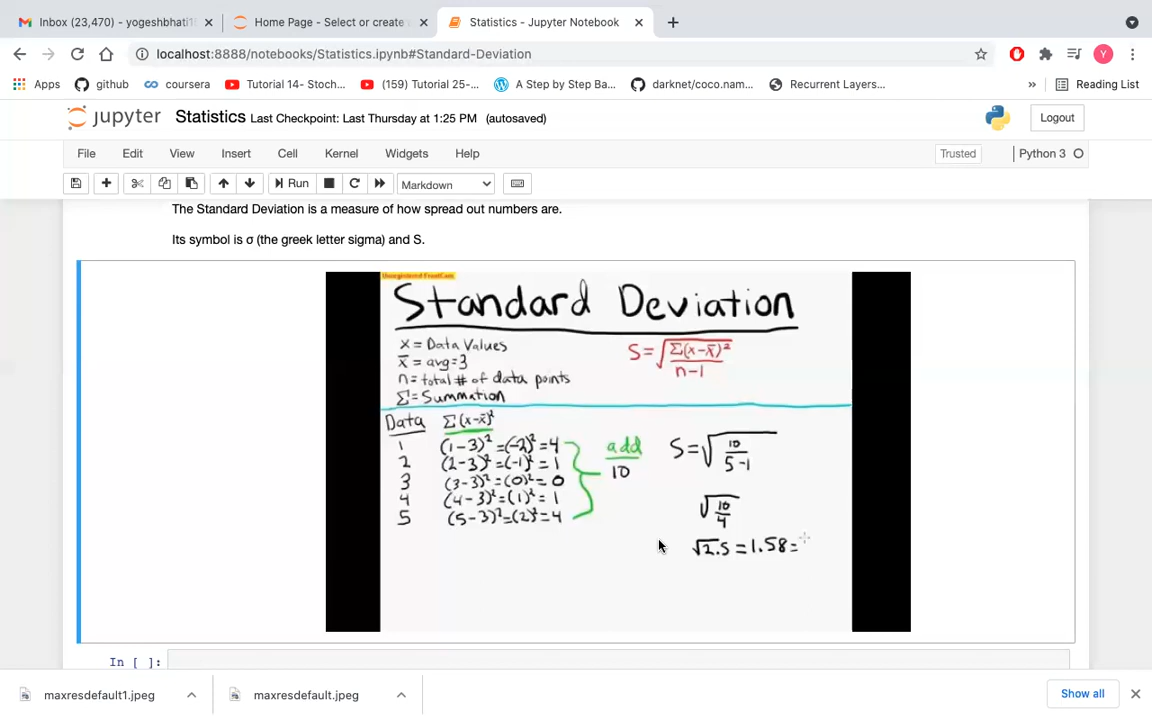 Inbox (23,470) - yogeshbhati1
Home Page - Select or create
Statistics - Jupyter Notebook
localhost:8888/notebooks/Statistics.ipynb#Standard-Deviation
Y
Apps github coursera Tutorial 14- Stoch... (159) Tutorial 25-... A Step by Step Ba... darknet/coco.nam... Recurrent Layers... » Reading List
jupyter Statistics Last Checkpoint: Last Thursday at 1:25 PM (autosaved) Logout
File Edit View Insert Cell Kernel Widgets Help Trusted Python 3
Run Markdown
The Standard Deviation is a measure of how spread out numbers are.
Its symbol is σ (the greek letter sigma) and S.
Standard Deviation
x = Data Values
x̄ = avg=3
n= total # of data points
Σ = Summation
S=√(Σ(x-x̄)²/n-1)
Data Σ(x-x̄)²
1 (1-3)²=(-2)²=4
2 (2-3)²=(-1)²=1
3 (3-3)²=(0)²=0
4 (4-3)²=(1)²=1
5 (5-3)²=(2)²=4
add
10
S=√(10/5-1)
√(10/4)
√2.5 = 1.58=
In [ ]:
maxresdefault1.jpeg maxresdefault.jpeg Show all